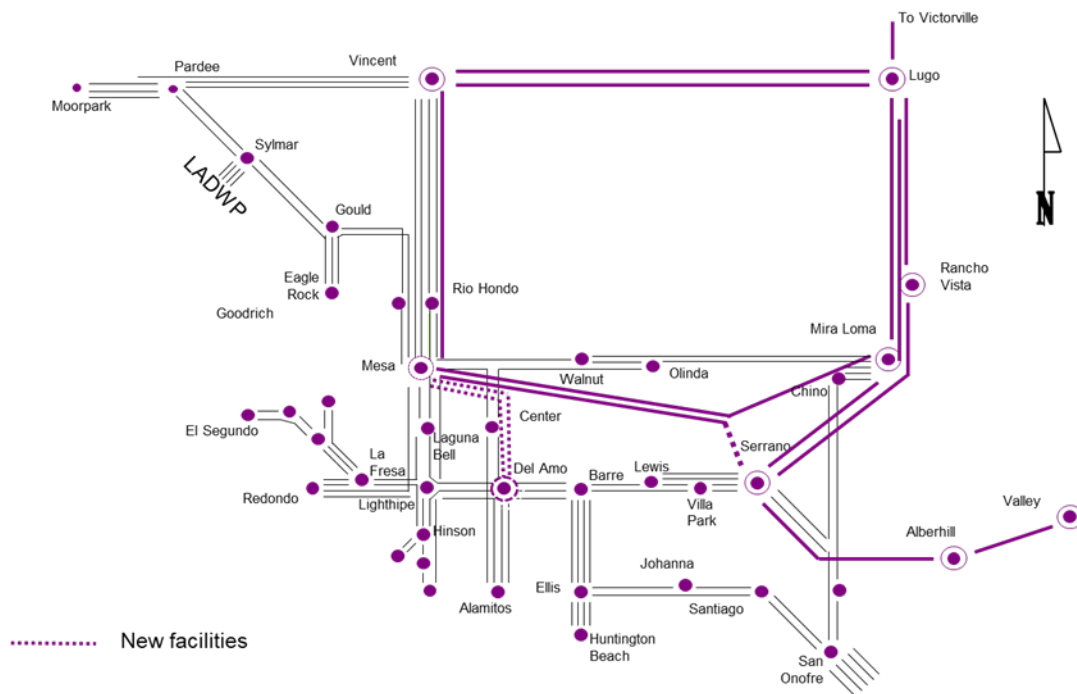 To Victorville
Vincent
Pardee
Lugo
Moorpark
Sylmar
LADWP
Gould
N
Rancho
Vista
Eagle
Rock
Rio Hondo
Goodrich
Mira Loma
Mesa
Walnut
Olinda
Chino
El Segundo
Center
Laguna
Bell
Serrano
La
Fresa
Del Amo
Barre
Lewis
Redondo
Lighthipe
Villa
Park
Valley
Hinson
Alberhill
Johanna
Alamitos
Ellis
Santiago
New facilities
Huntington
Beach
San
Onofre